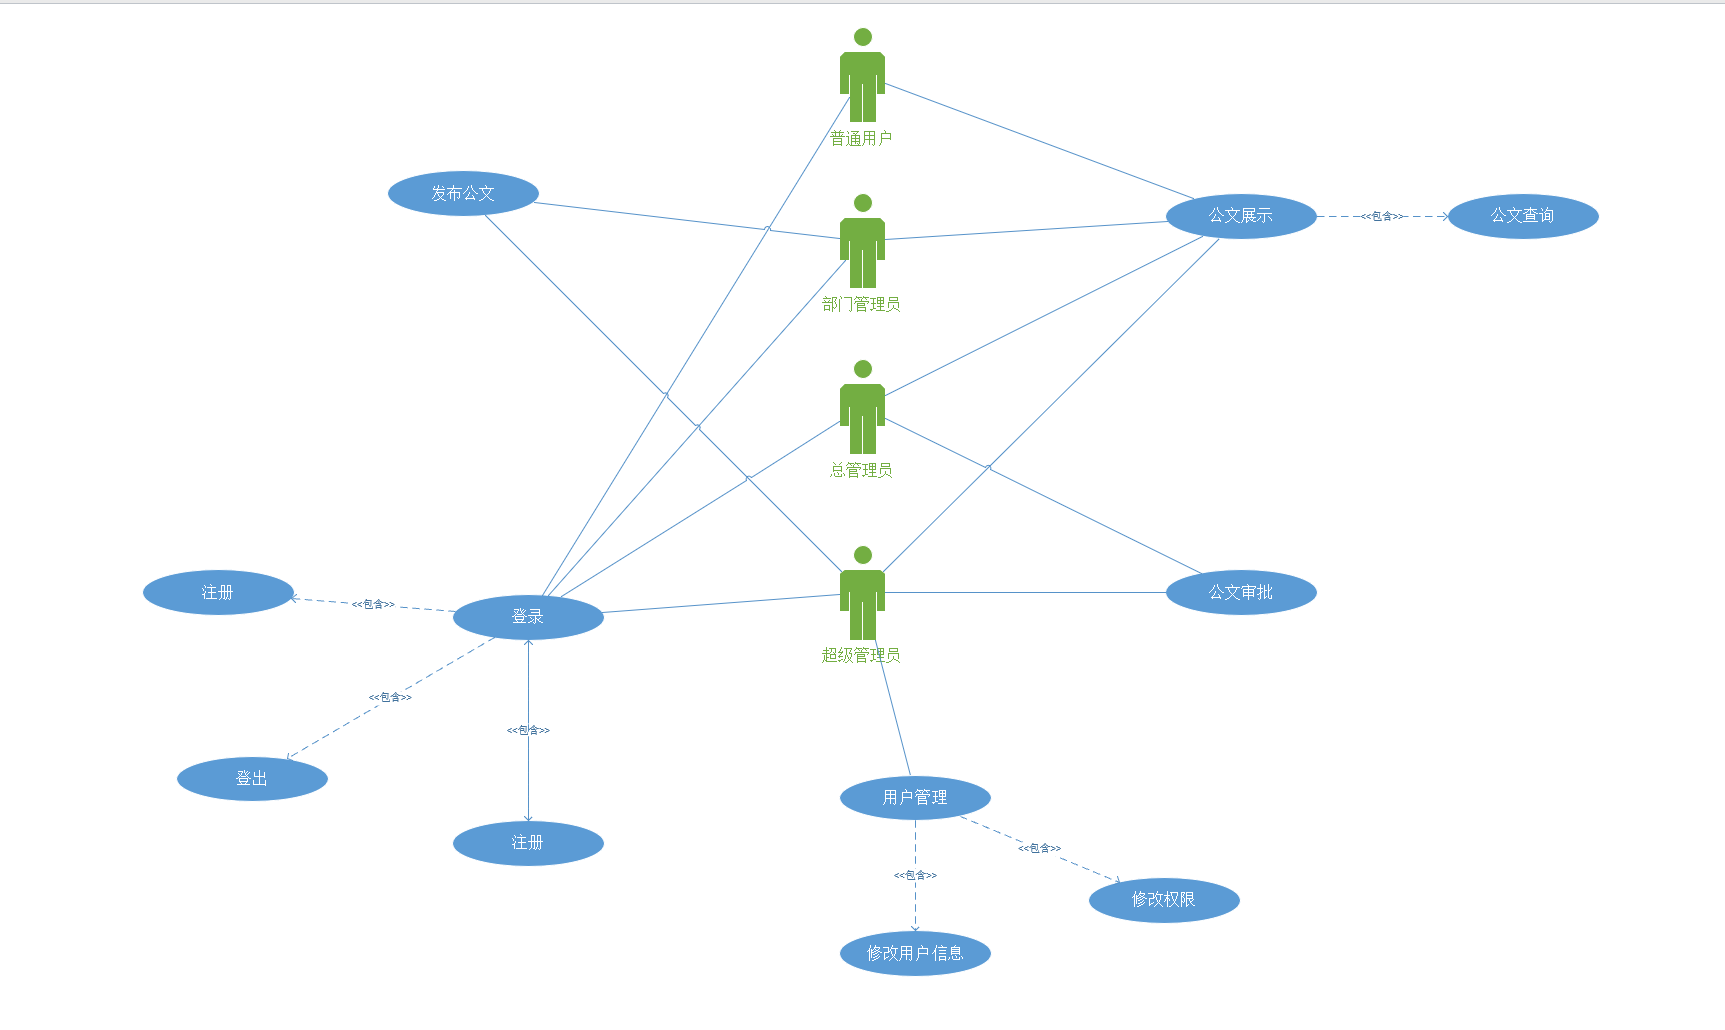 普通用户
发布公文
公文展示
<<包含>>
公文查询
部门管理员
总管理员
注册
<<包含>>
登录
公文审批
超级管理员
<<包含>>
<<包含>>
登出
用户管理
注册
<<包含>>
<<包含>>
修改权限
修改用户信息